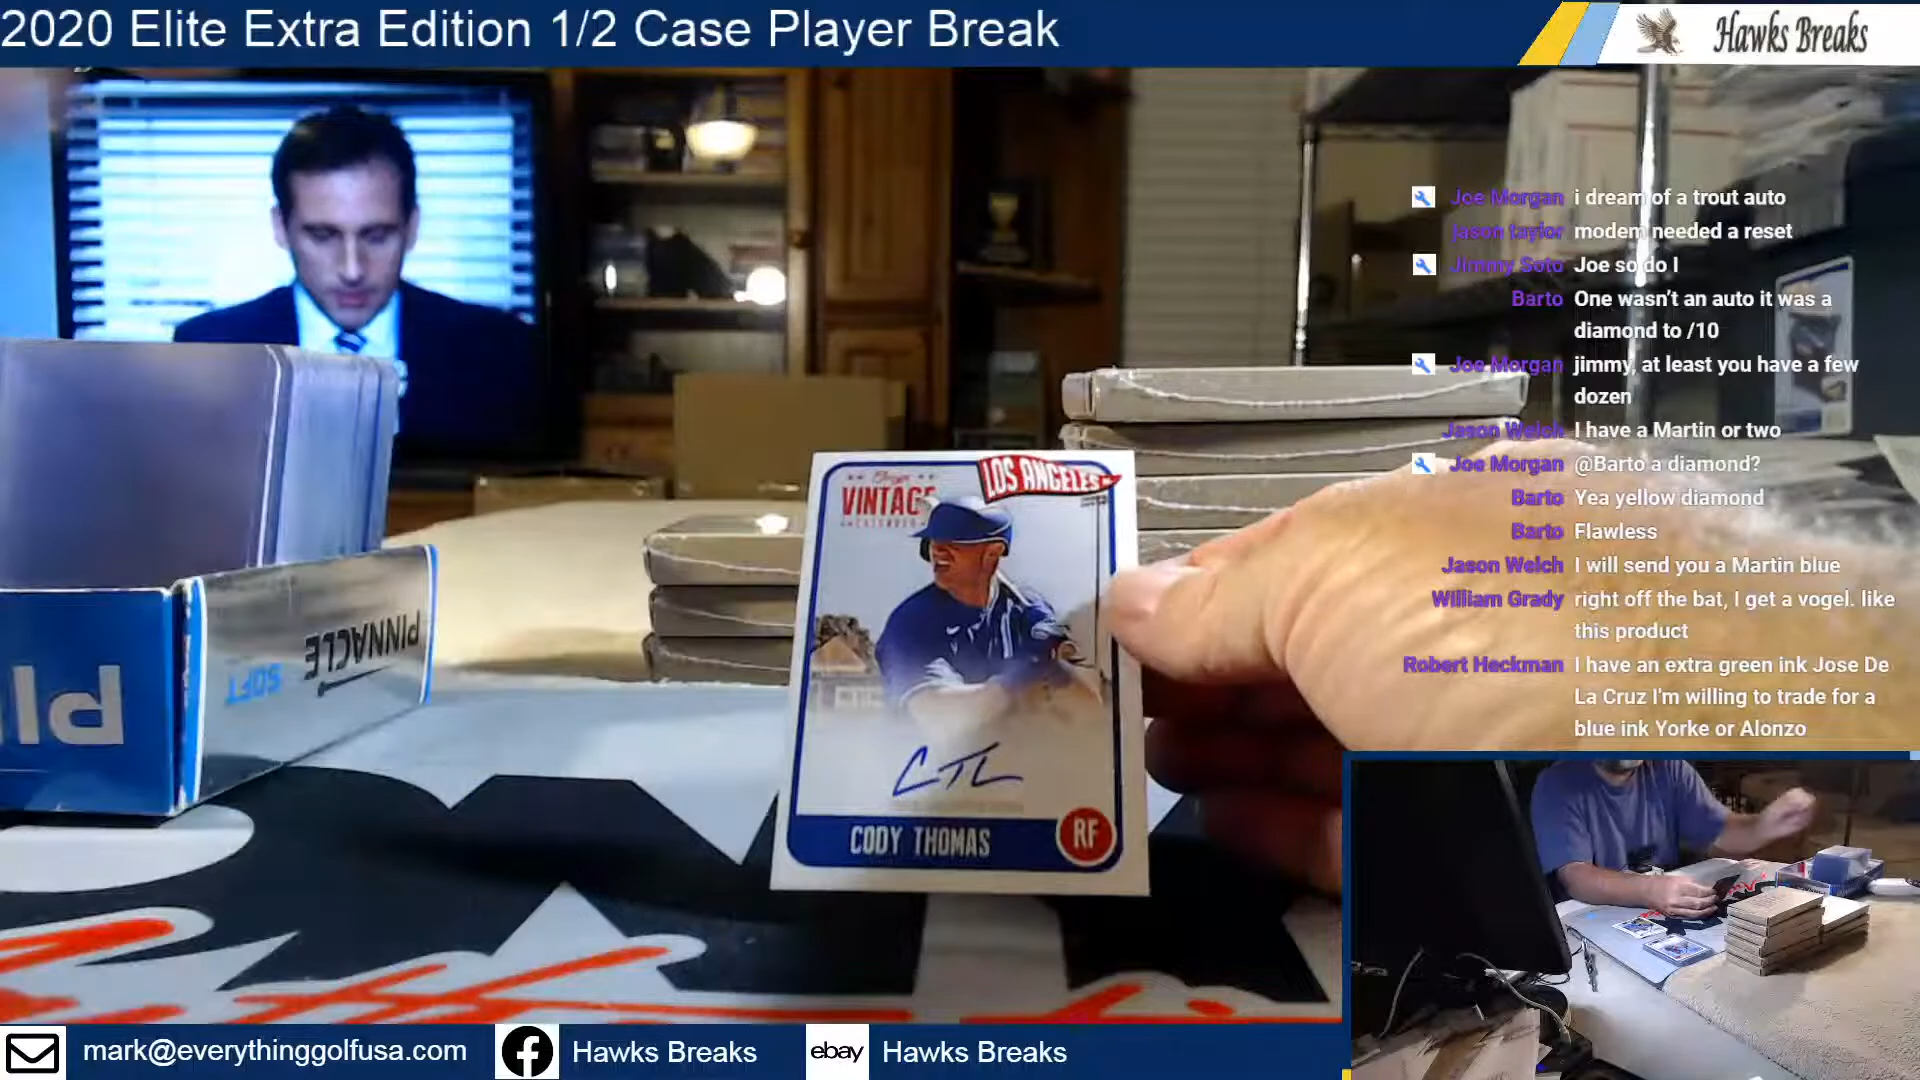 2020 Elite Extra Edition 1/2 Case Player Break
Hawks Breaks
Joe Morgan i dream of a trout auto
jason taylor modem needed a reset
Jimmy Soto Joe so do I
Barto One wasn't an auto it was a
diamond to /10
Joe Morgan jimmy, at least you have a few
dozen
Jason Welch I have a Martin or two
Joe Morgan @Barto a diamond?
Barto Yea yellow diamond
Barto Flawless
Jason Welch I will send you a Martin blue
William Grady right off the bat, I get a vogel. like
this product
Robert Heckman I have an extra green ink Jose De
La Cruz I'm willing to trade for a
blue ink Yorke or Alonzo
VINTAGE
LOS ANGELES
CTL
CODY THOMAS
RF
PINNACLE
SOFT
mark@everythinggolfusa.com
Hawks Breaks
ebay
Hawks Breaks